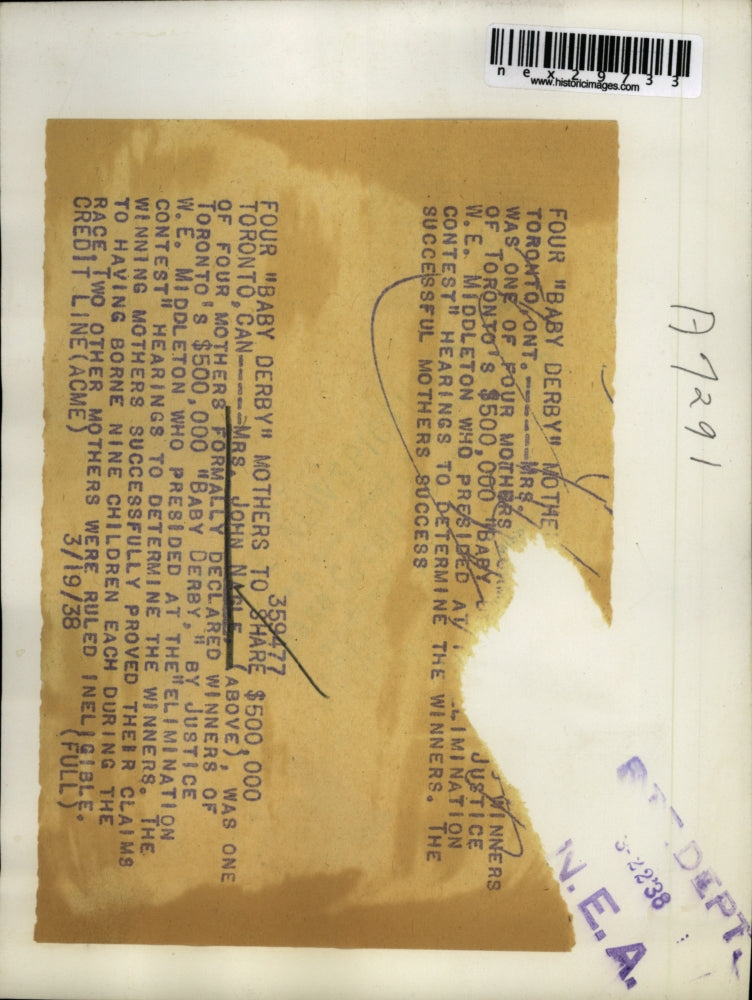 nex29733
www.historicimages.com
A7291
FOUR "BABY DERBY" MOTHE
TORONTO,ONT.-----MRS.
WAS ONE OF FOUR MOTHERS WINNERS
OF TORONTO'S $500,000 "BABY JUSTICE
W.E. MIDDLETON WHO PRESIDED AT LIMINATION
CONTEST" HEARINGS TO DETERMINE THE WINNERS. THE
SUCCESSFUL MOTHERS SUCCESS
359477
FOUR "BABY DERBY" MOTHERS TO SHARE $500,000
TORONTO,CAN-----MRS. JOHN NAGLE, (ABOVE), WAS ONE
OF FOUR MOTHERS FORMALLY DECLARED WINNERS OF
TORONTO'S $500,000 "BABY DERBY," BY JUSTICE
W.E. MIDDLETON WHO PRESIDED AT THE"ELIMINATION
CONTEST" HEARINGS TO DETERMINE THE WINNERS. THE
WINNING MOTHERS SUCCESSFULLY PROVED THEIR CLAIMS
TO HAVING BORNE NINE CHILDREN EACH DURING THE
RACE. TWO OTHER MOTHERS WERE RULED INELIGIBLE.
CREDIT LINE(ACME) 3/19/38 (FULL).
DEPT.
3-22-38
N.E.A.